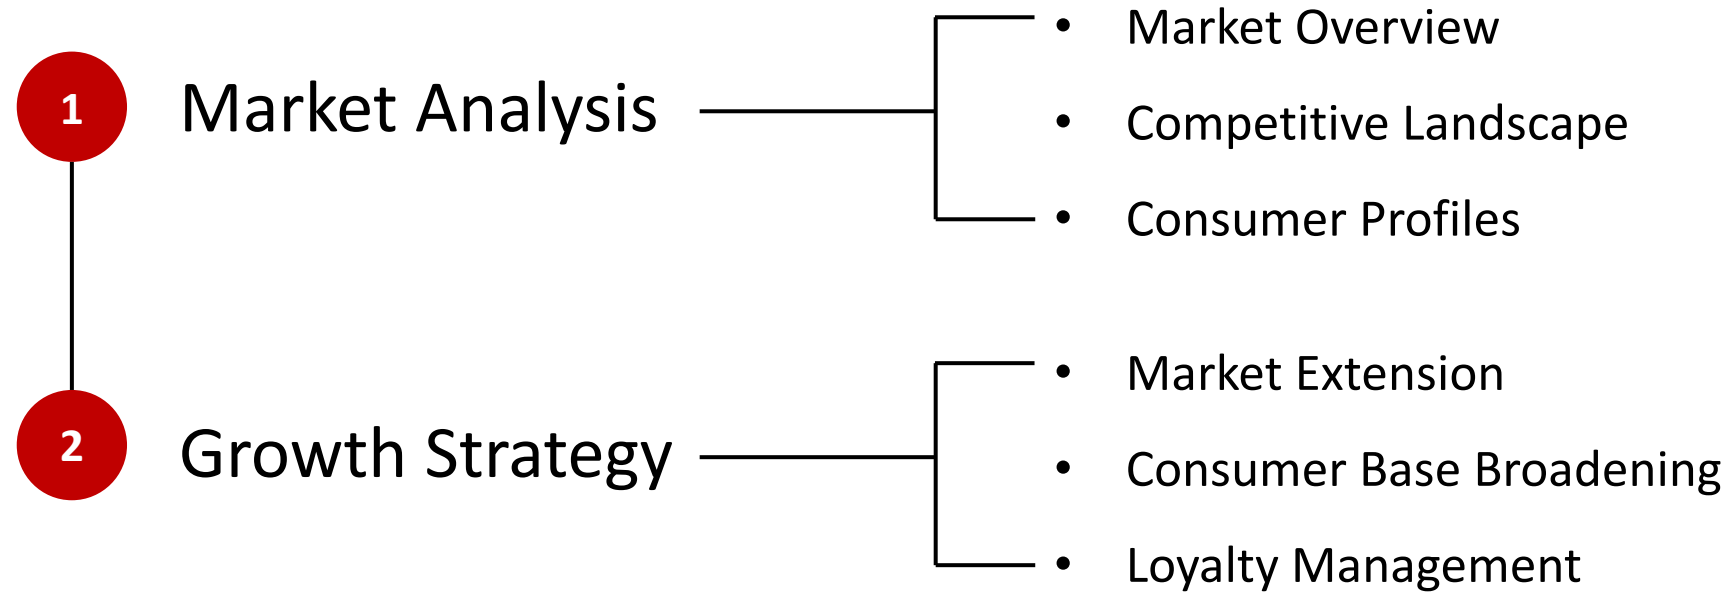 1
Market Analysis
• Market Overview
• Competitive Landscape
• Consumer Profiles
2
Growth Strategy
• Market Extension
• Consumer Base Broadening
• Loyalty Management